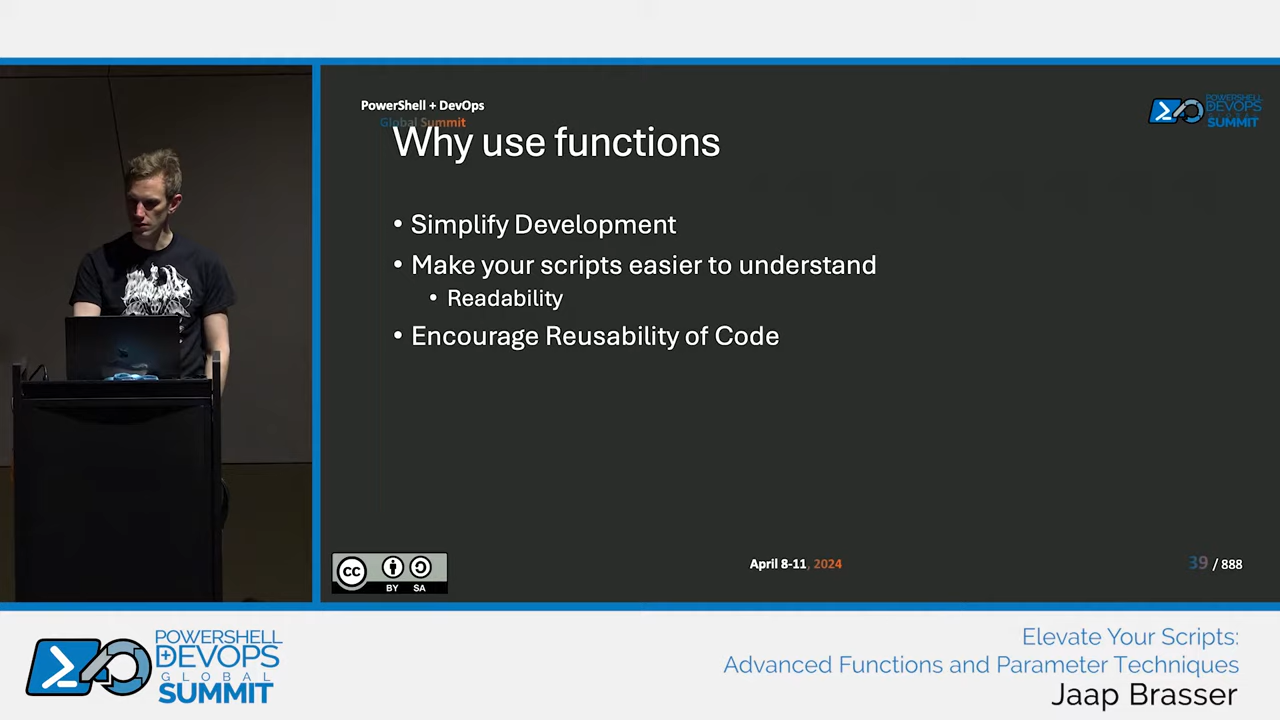 PowerShell + DevOps
Global Summit
Why use functions
• Simplify Development
• Make your scripts easier to understand
• Readability
• Encourage Reusability of Code
POWERSHELL
DEVOPS
GLOBAL
SUMMIT
CC BY SA
April 8-11, 2024
39 / 888
POWERSHELL
DEVOPS
GLOBAL
SUMMIT
Elevate Your Scripts:
Advanced Functions and Parameter Techniques
Jaap Brasser